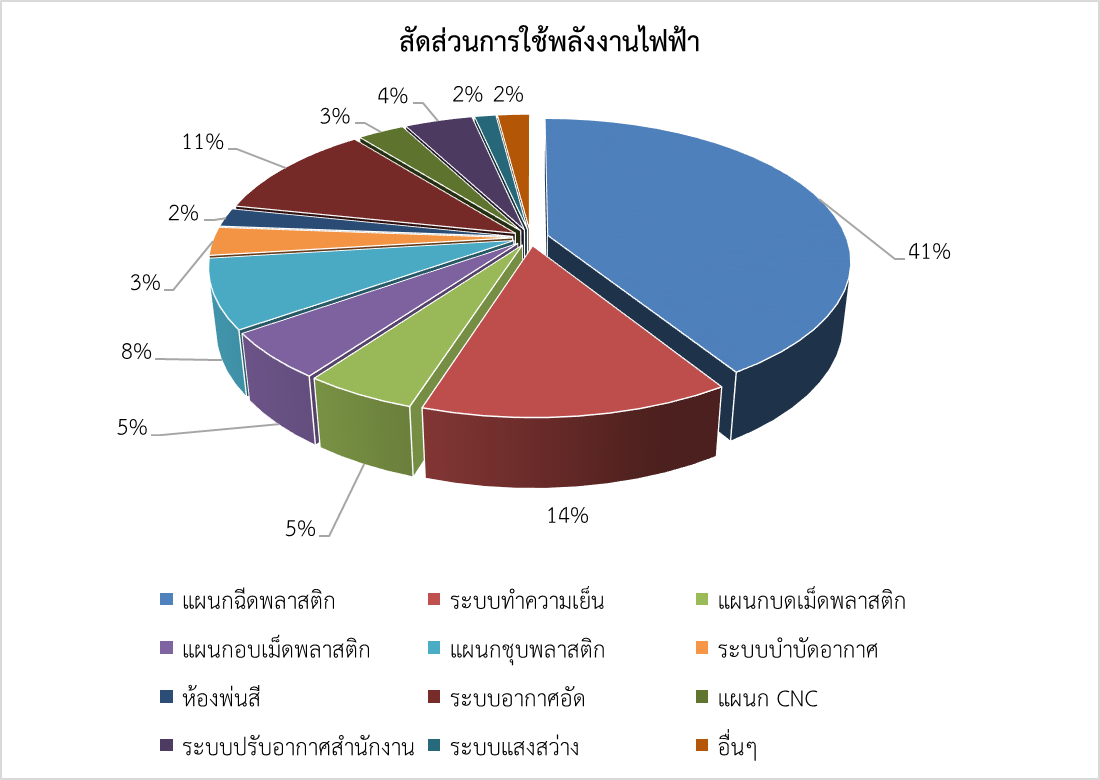 สัดส่วนการใช้พลังงานไฟฟ้า
4% 2% 2%
3%
11%
2%
41%
3%
8%
5%
14%
5%
แผนกฉีดพลาสติก ระบบทำความเย็น แผนกบดเม็ดพลาสติก
แผนกอบเม็ดพลาสติก แผนกชุบพลาสติก ระบบบำบัดอากาศ
ห้องพ่นสี ระบบอากาศอัด แผนก CNC
ระบบปรับอากาศสำนักงาน ระบบแสงสว่าง อื่นๆ